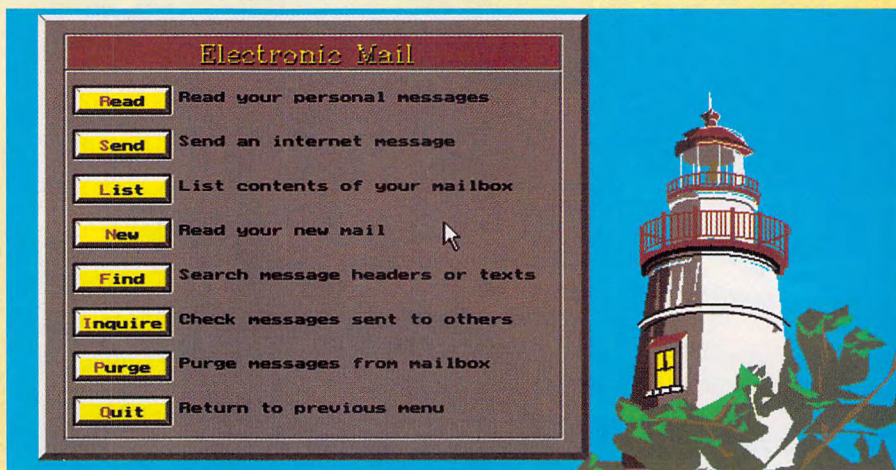 Electronic Mail
Read Read your personal messages
Send Send an internet message
List List contents of your mailbox
New Read your new mail
Find Search message headers or texts
Inquire Check messages sent to others
Purge Purge messages from mailbox
Quit Return to previous menu